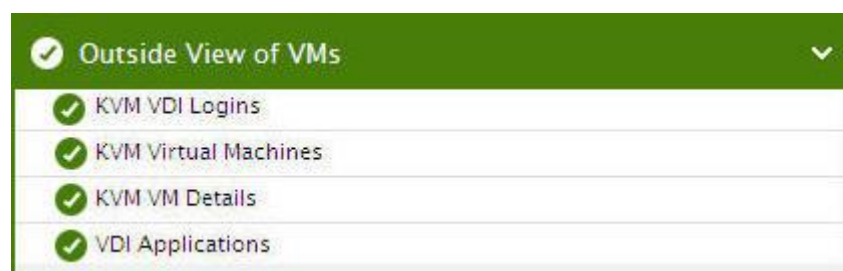 Outside View of VMs
KVM VDI Logins
KVM Virtual Machines
KVM VM Details
VDI Applications